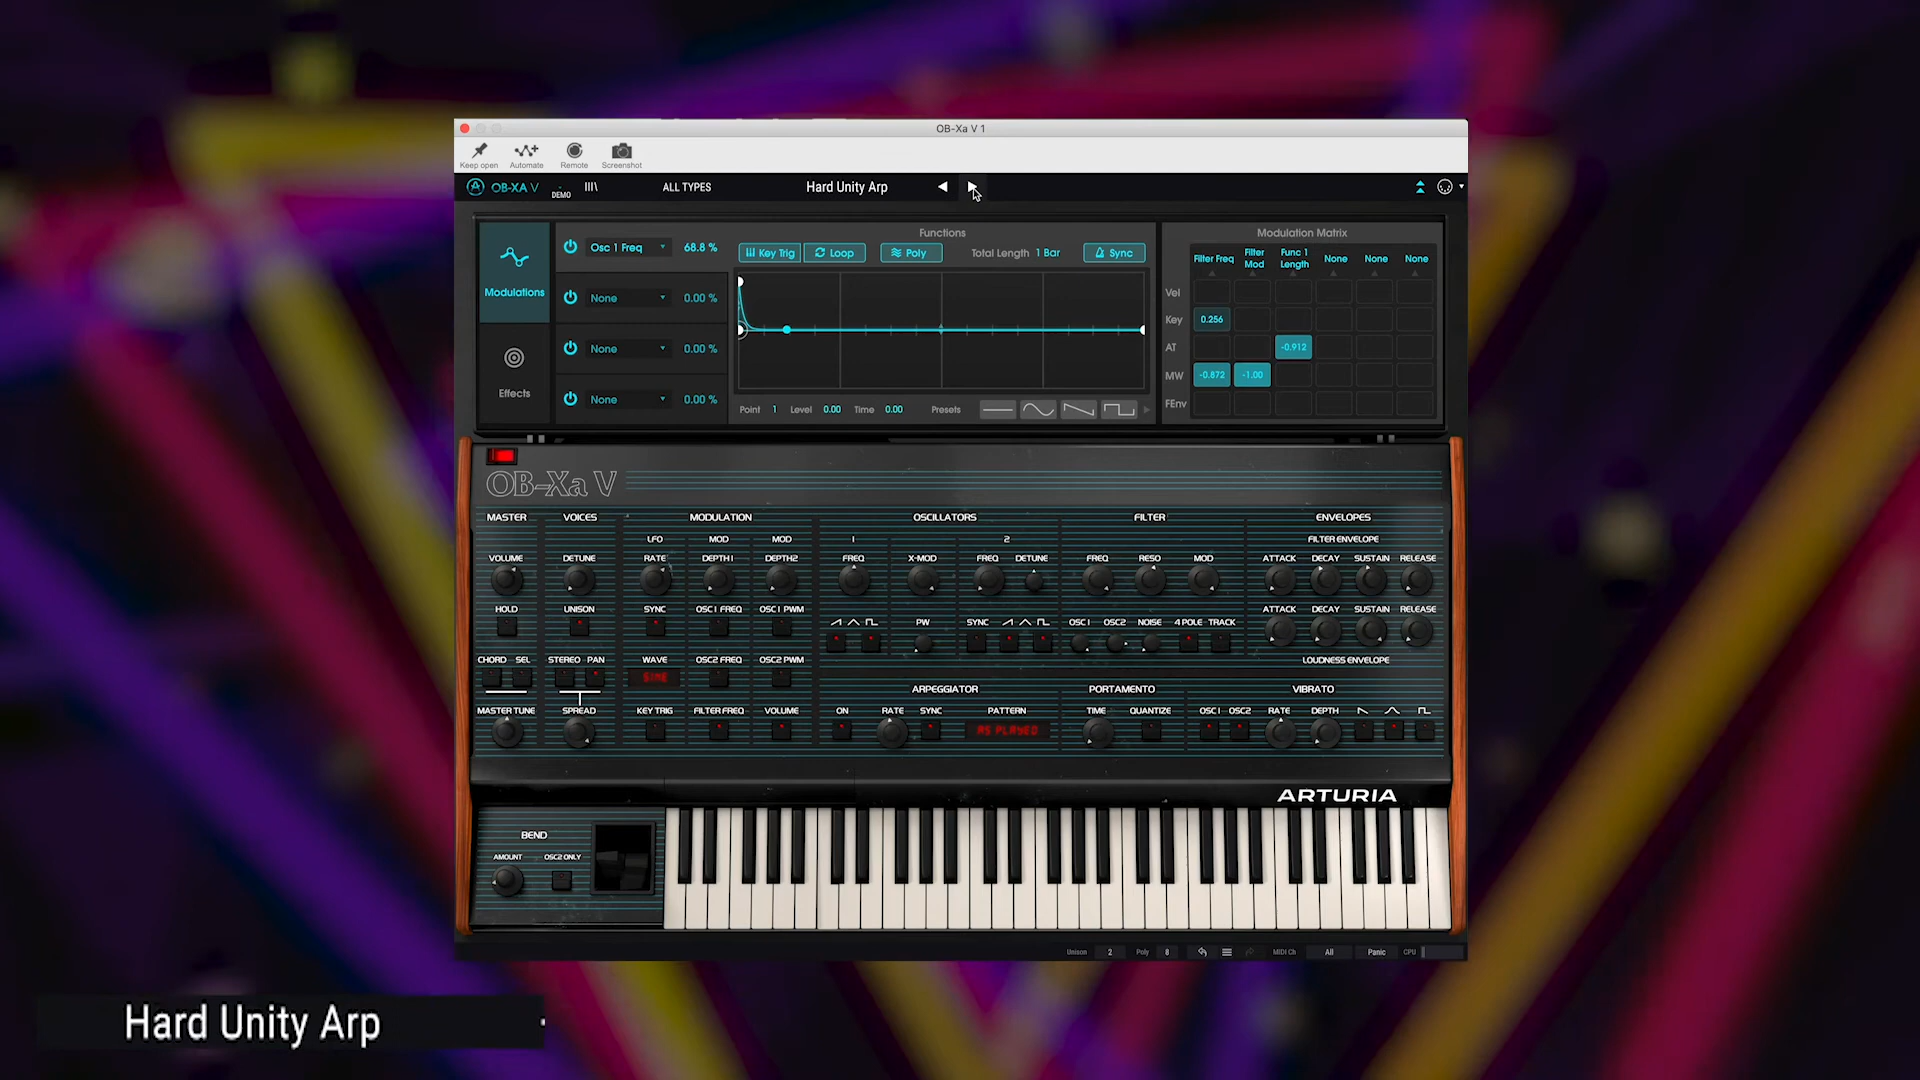 OB-Xa V 1
Keep open Automate Remote Screenshot
OB-XA V DEMO ALL TYPES Hard Unity Arp
Functions
Modulation Matrix
Modulations
Effects
Osc 1 Freq 68.8 %
None 0.00 %
None 0.00 %
None 0.00 %
Key Trig Loop Poly Total Length 1 Bar Sync
Point 1 Level 0.00 Time 0.00 Presets
Filter Freq Filter Mod Func 1 Length None None None
Vel
Key 0.256
AT -0.912
MW -0.872 -1.00
FEnv
OB-Xa V
MASTER VOICES MODULATION OSCILLATORS FILTER ENVELOPES
LFO MOD MOD 1 2 FILTER ENVELOPE
VOLUME DETUNE RATE DEPTH1 DEPTH2 FREQ X-MOD FREQ DETUNE FREQ RESO MOD ATTACK DECAY SUSTAIN RELEASE
HOLD UNISON SYNC OSC 1 FREQ OSC 1 PWM ATTACK DECAY SUSTAIN RELEASE
PW SYNC OSC 1 OSC2 NOISE 4 POLE TRACK
CHORD SEL STEREO PAN WAVE OSC2 FREQ OSC2 PWM LOUDNESS ENVELOPE
SINE
ARPEGGIATOR PORTAMENTO VIBRATO
MASTER TUNE SPREAD KEY TRIG FILTER FREQ VOLUME ON RATE SYNC PATTERN TIME QUANTIZE OSC 1 OSC2 RATE DEPTH
AS PLAYED
ARTURIA
BEND
AMOUNT OSC2 ONLY
Unison 2 Poly 8 MIDI Ch All Panic CPU
Hard Unity Arp